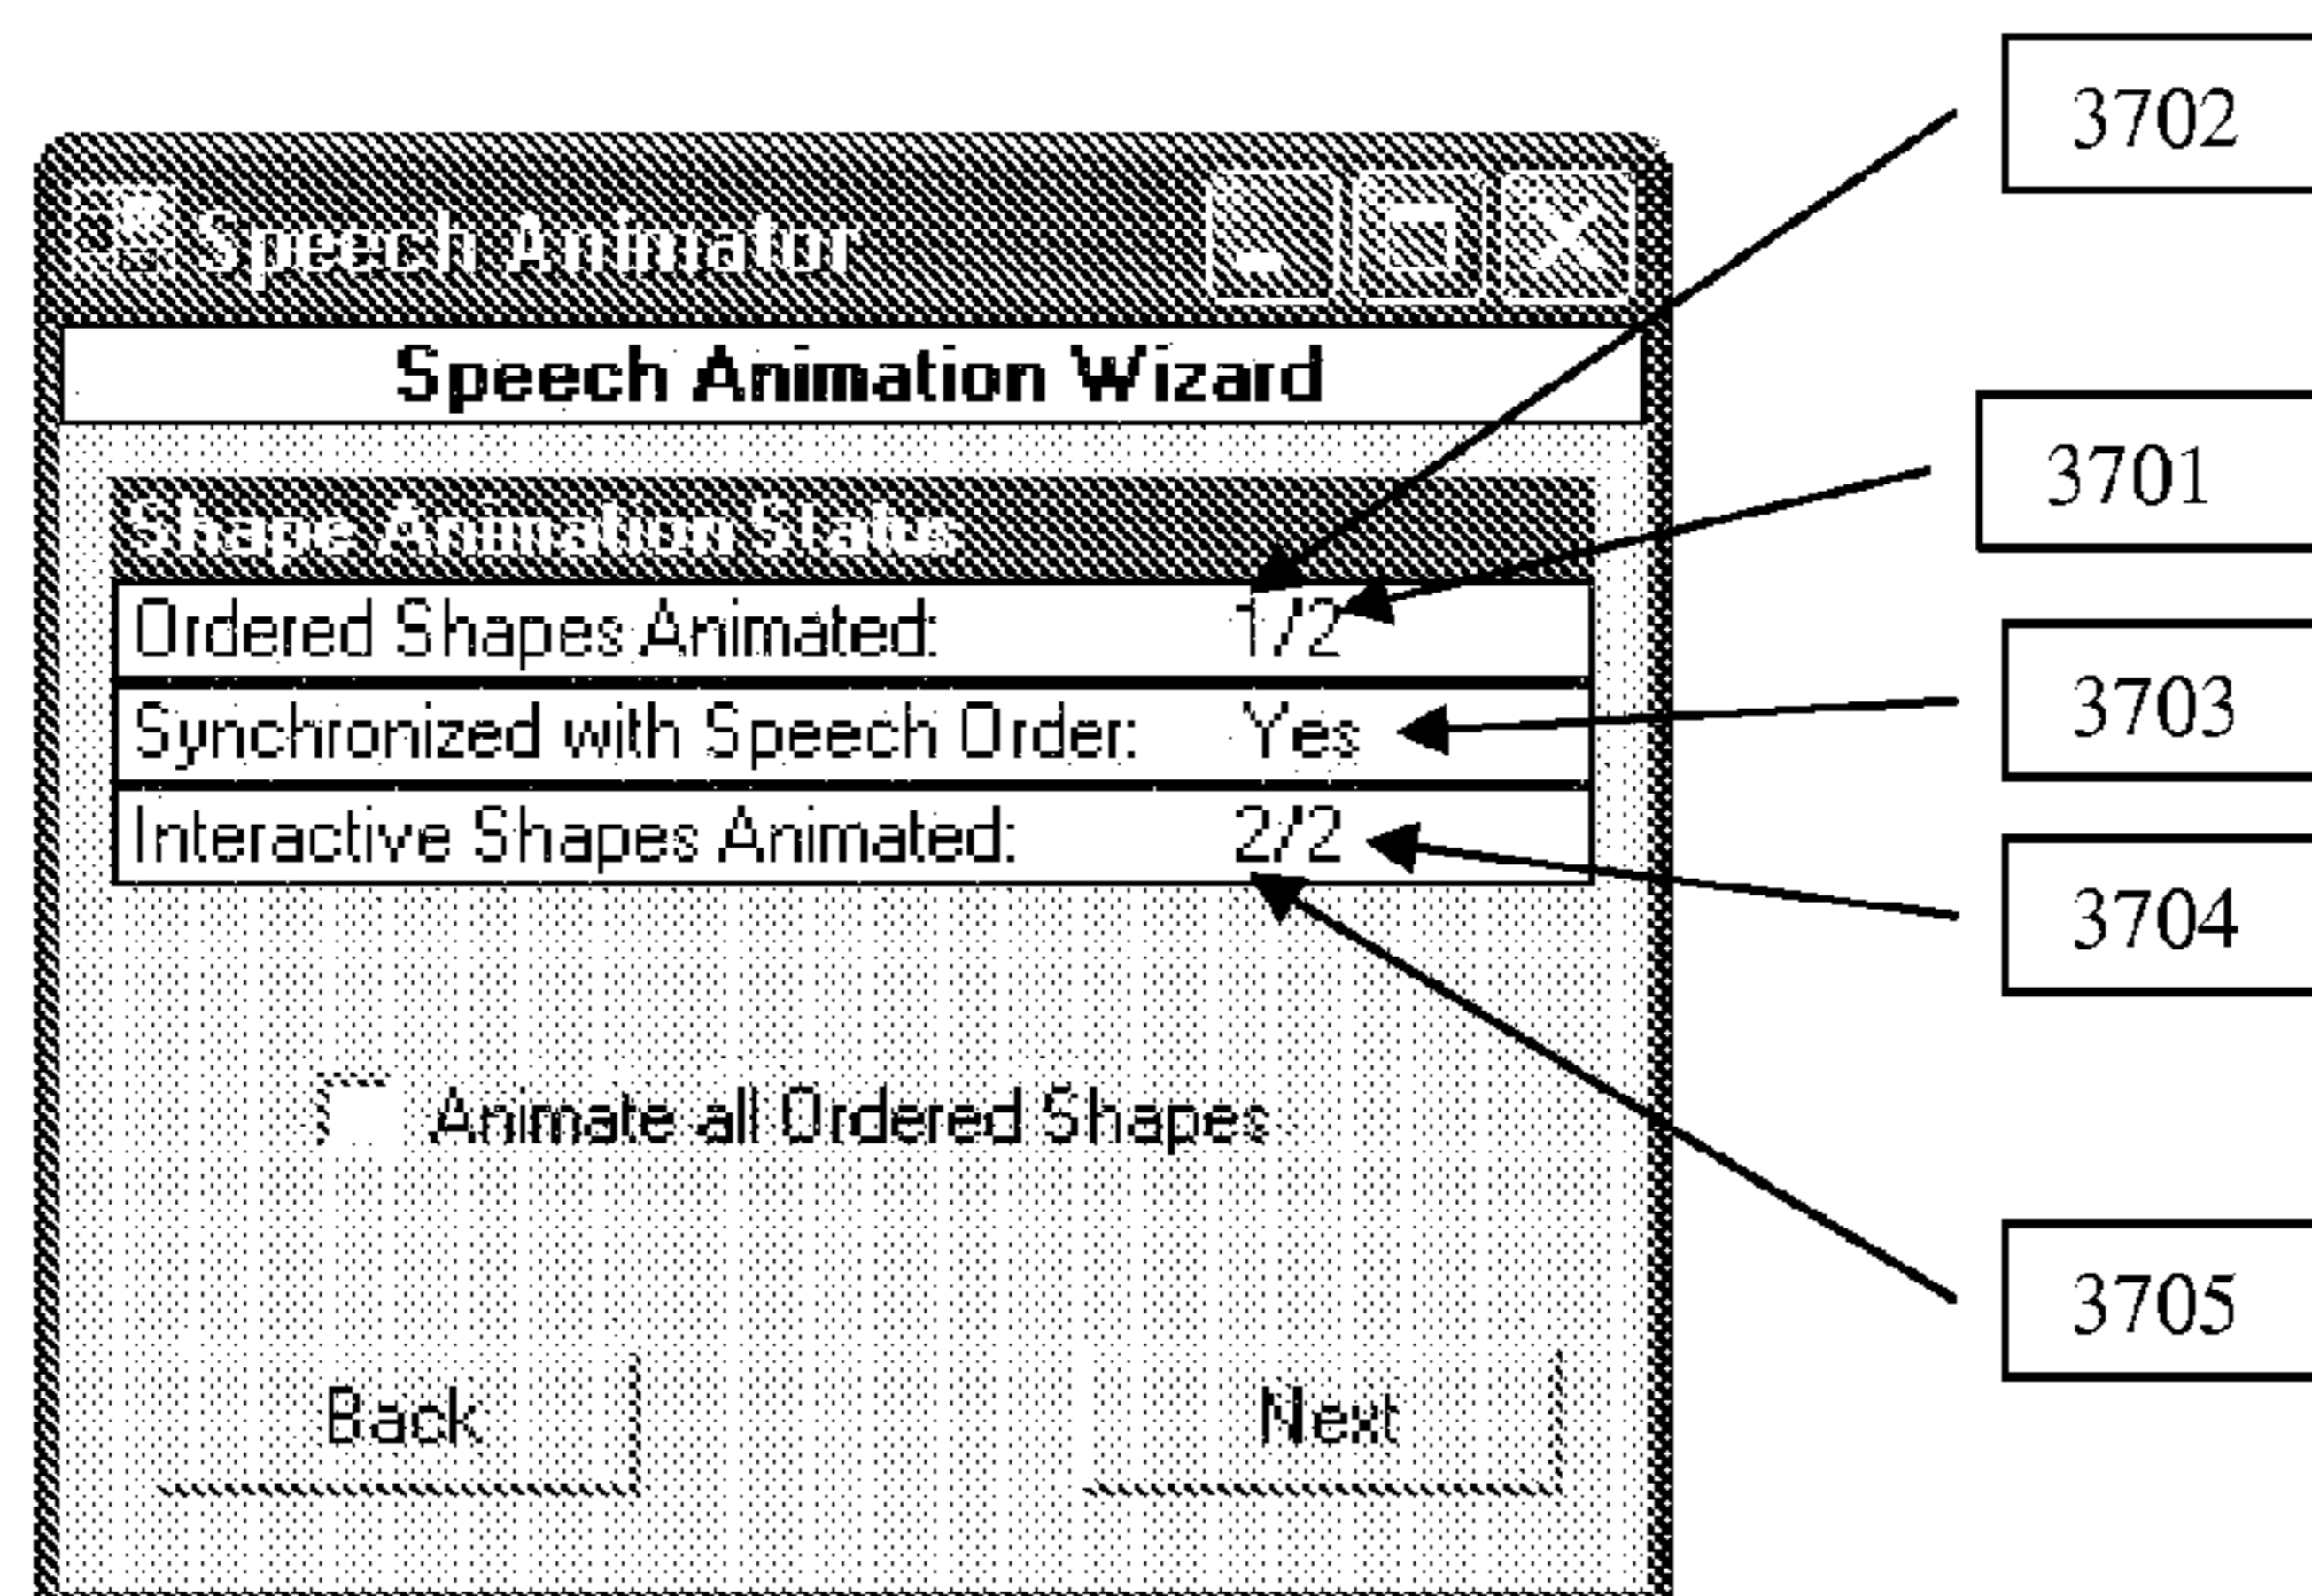 3702
Speech Animator
Speech Animation Wizard
3701
Shape Animation Status
Ordered Shapes Animated: 1/2
3703
Synchronized with Speech Order: Yes
Interactive Shapes Animated: 2/2
3704
Animate all Ordered Shapes
3705
Back Next